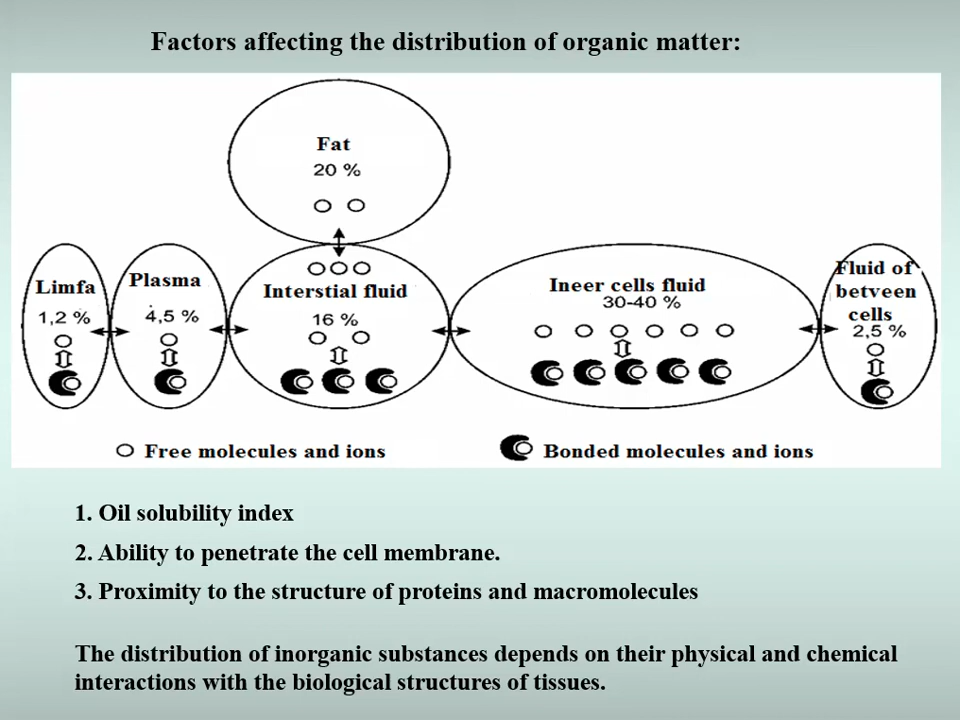 Factors affecting the distribution of organic matter:
Fat
20 %
Limfa
1,2 %
Plasma
4,5 %
Interstial fluid
16 %
Ineer cells fluid
30-40 %
Fluid of
betveen
cells
2,5 %
Free molecules and ions
Bonded molecules and ions
1. Oil solubility index
2. Ability to penetrate the cell membrane.
3. Proximity to the structure of proteins and macromolecules
The distribution of inorganic substances depends on their physical and chemical
interactions with the biological structures of tissues.